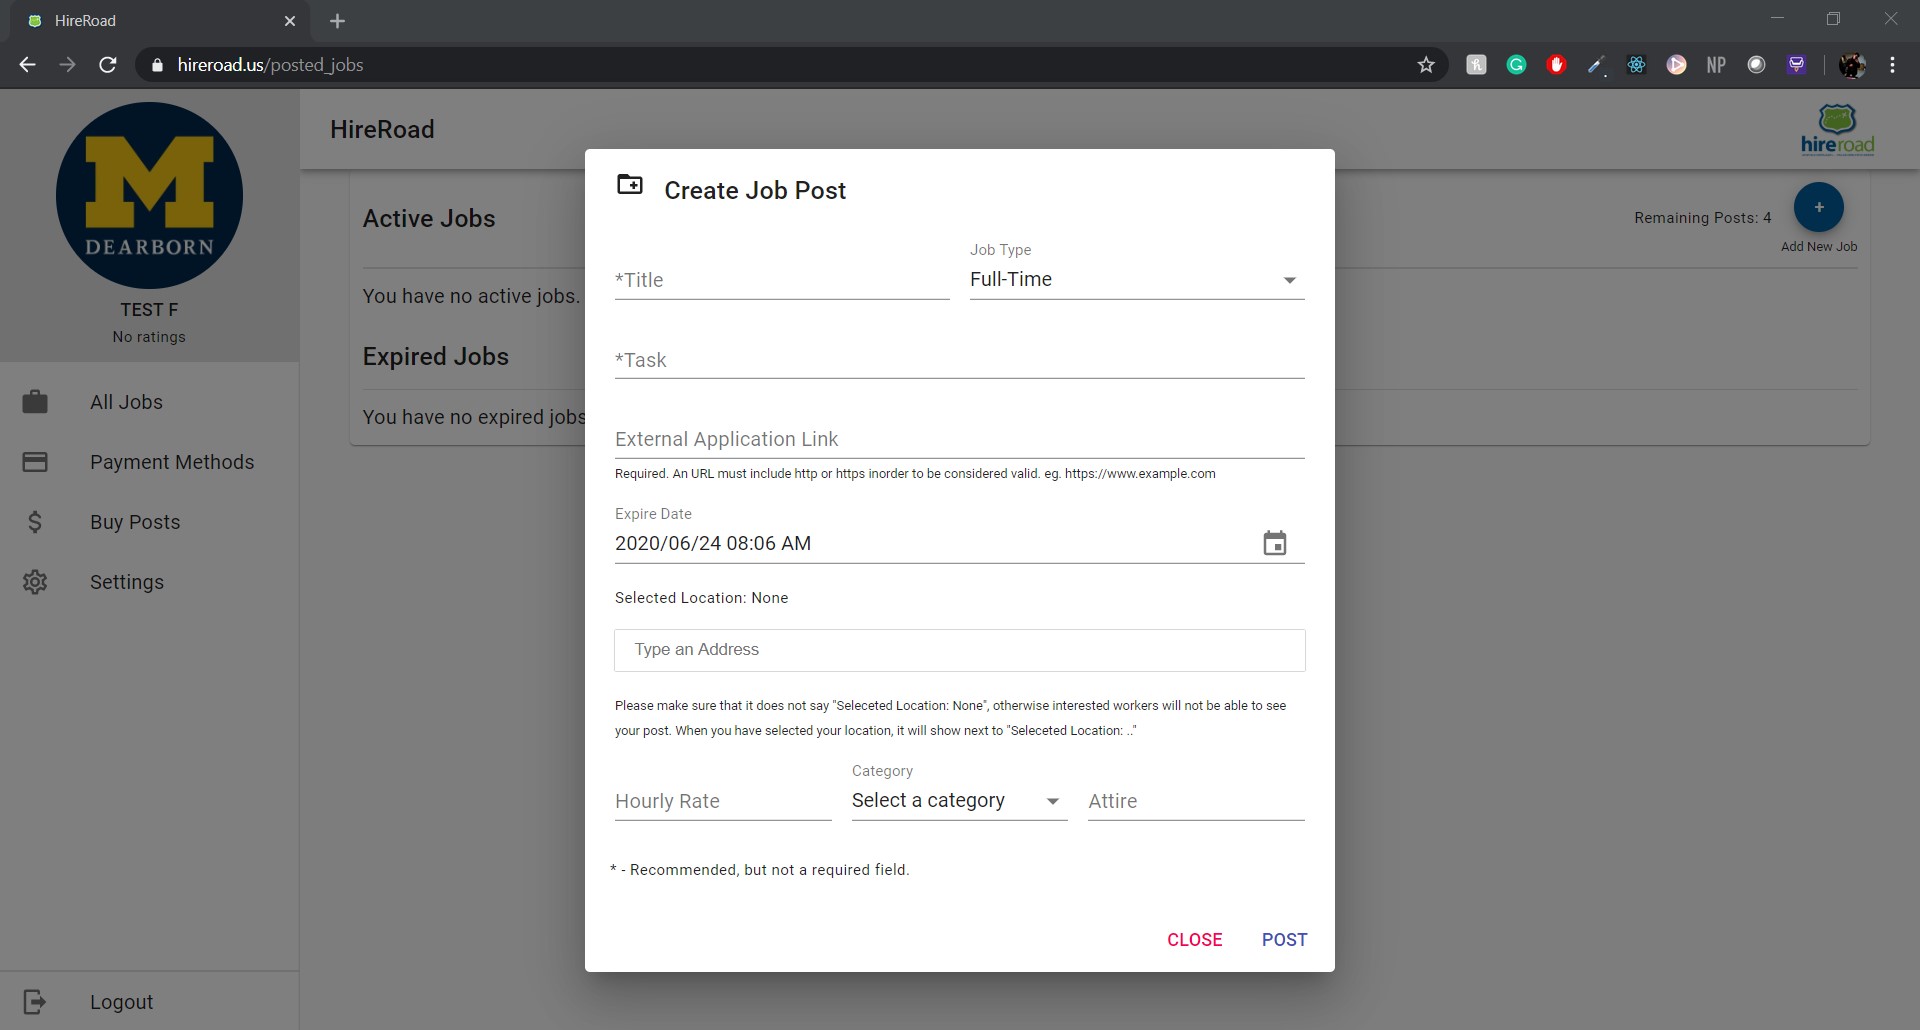 HireRoad
hireroad.us/posted_jobs
NP
M
DEARBORN
TEST F
No ratings
All Jobs
Payment Methods
Buy Posts
Settings
Logout
HireRoad
hireroad
Active Jobs
Remaining Posts: 4
+
Add New Job
You have no active jobs.
Expired Jobs
You have no expired jobs
Create Job Post
*Title
Job Type
Full-Time
*Task
External Application Link
Required. An URL must include http or https inorder to be considered valid. eg. https://www.example.com
Expire Date
2020/06/24 08:06 AM
Selected Location: None
Type an Address
Please make sure that it does not say "Seleceted Location: None", otherwise interested workers will not be able to see
your post. When you have selected your location, it will show next to "Seleceted Location: .."
Hourly Rate
Category
Select a category
Attire
* - Recommended, but not a required field.
CLOSE
POST